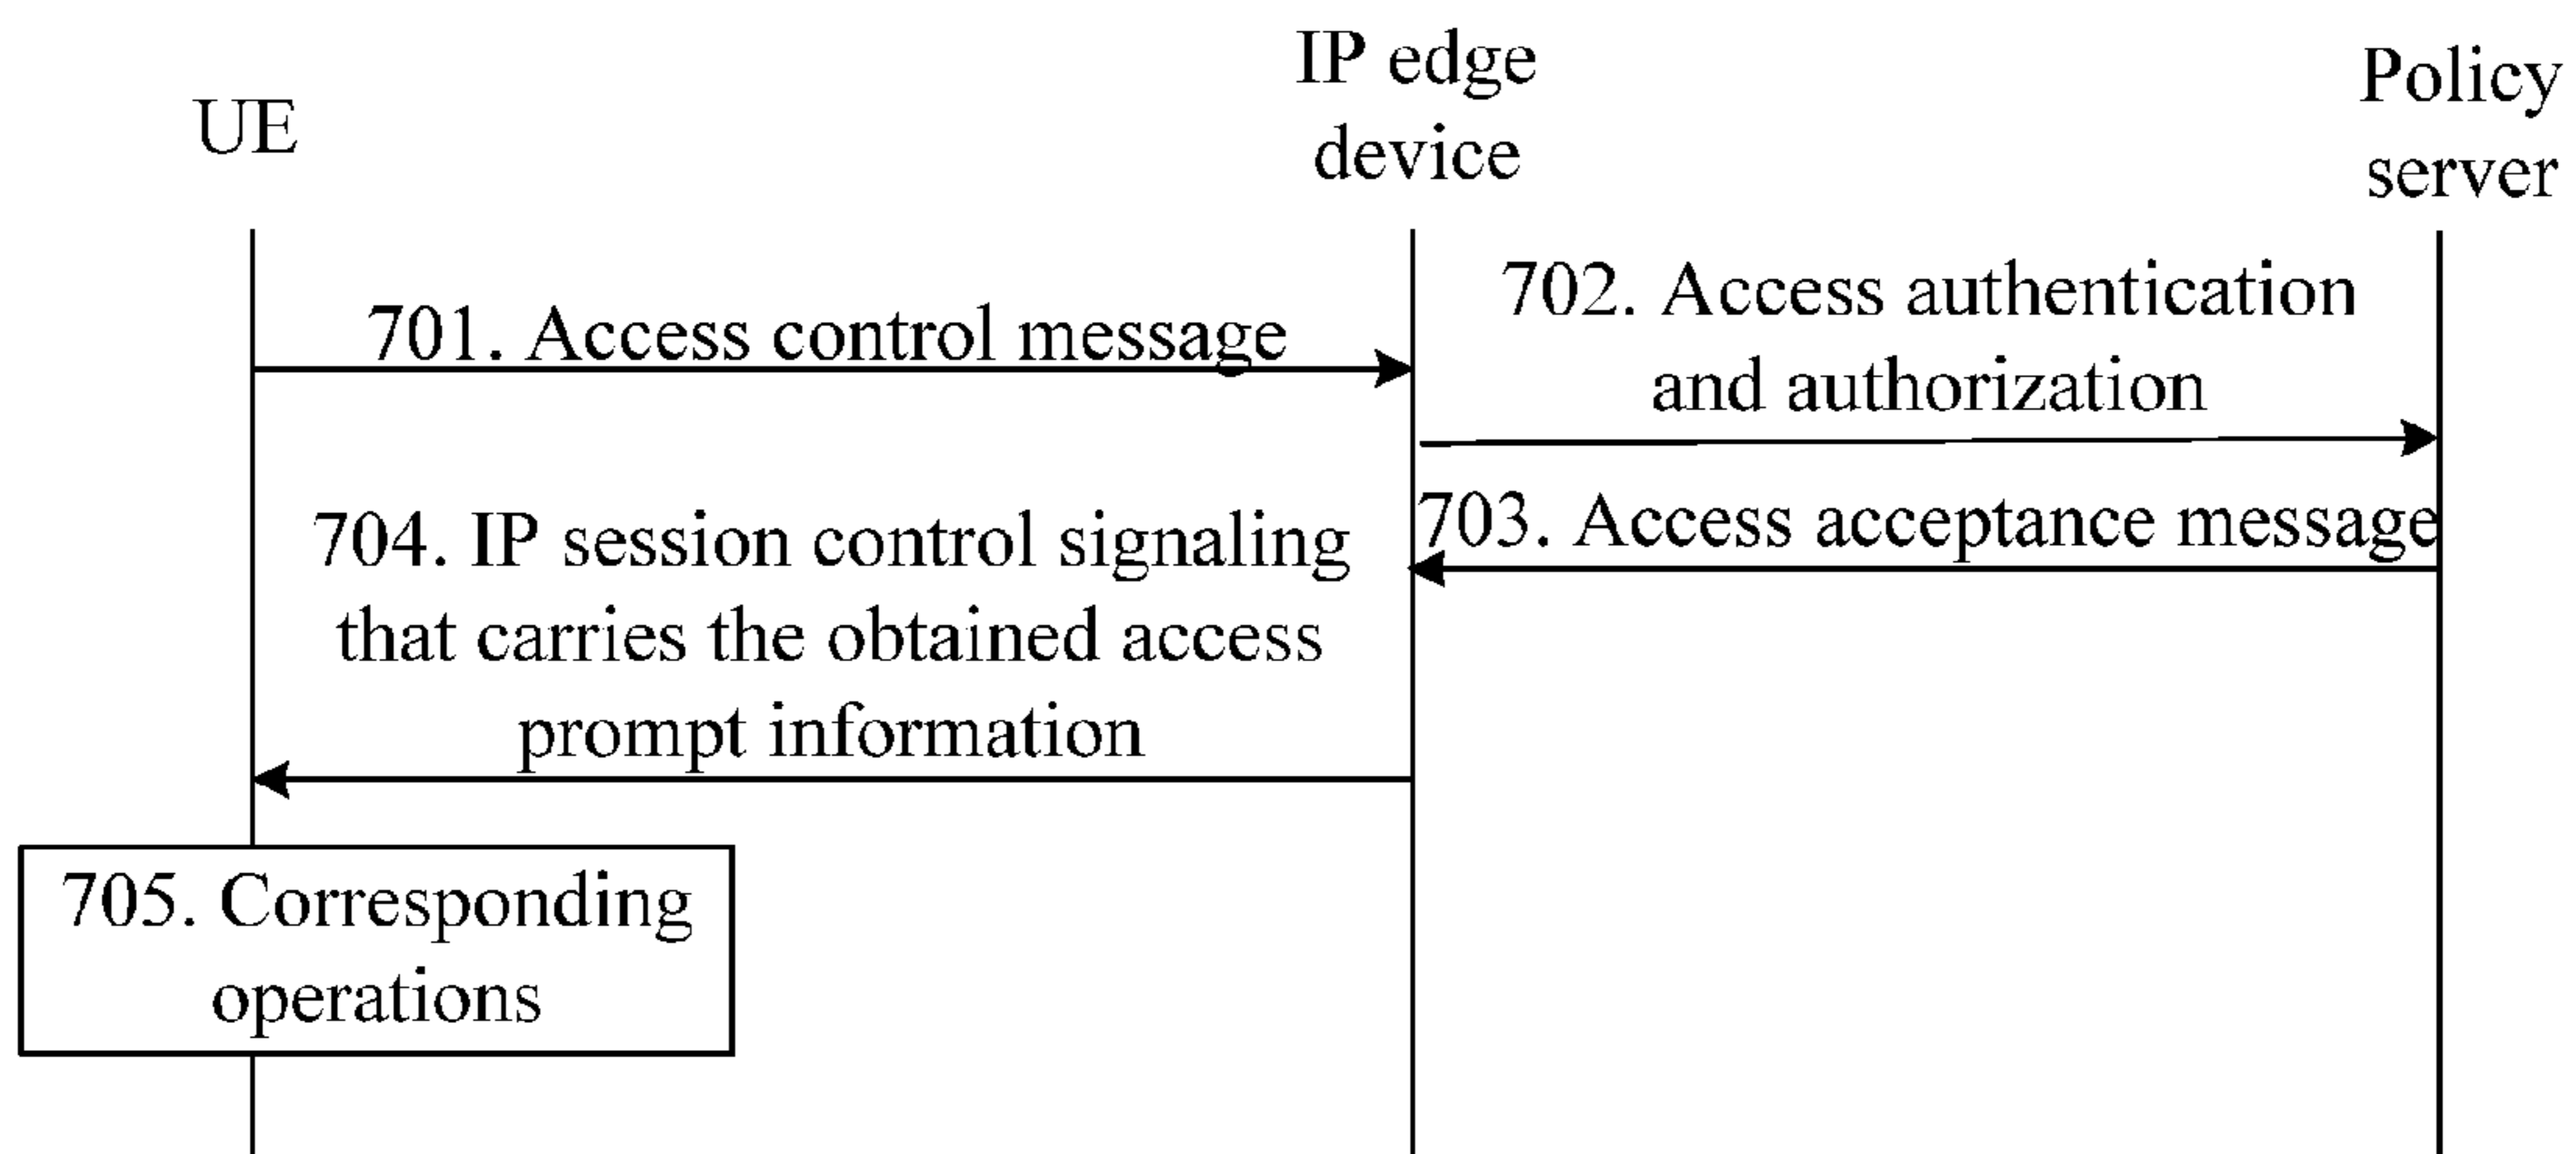 UE
IP edge
device
Policy
server
701. Access control message
702. Access authentication
and authorization
703. Access acceptance message
704. IP session control signaling
that carries the obtained access
prompt information
705. Corresponding
operations